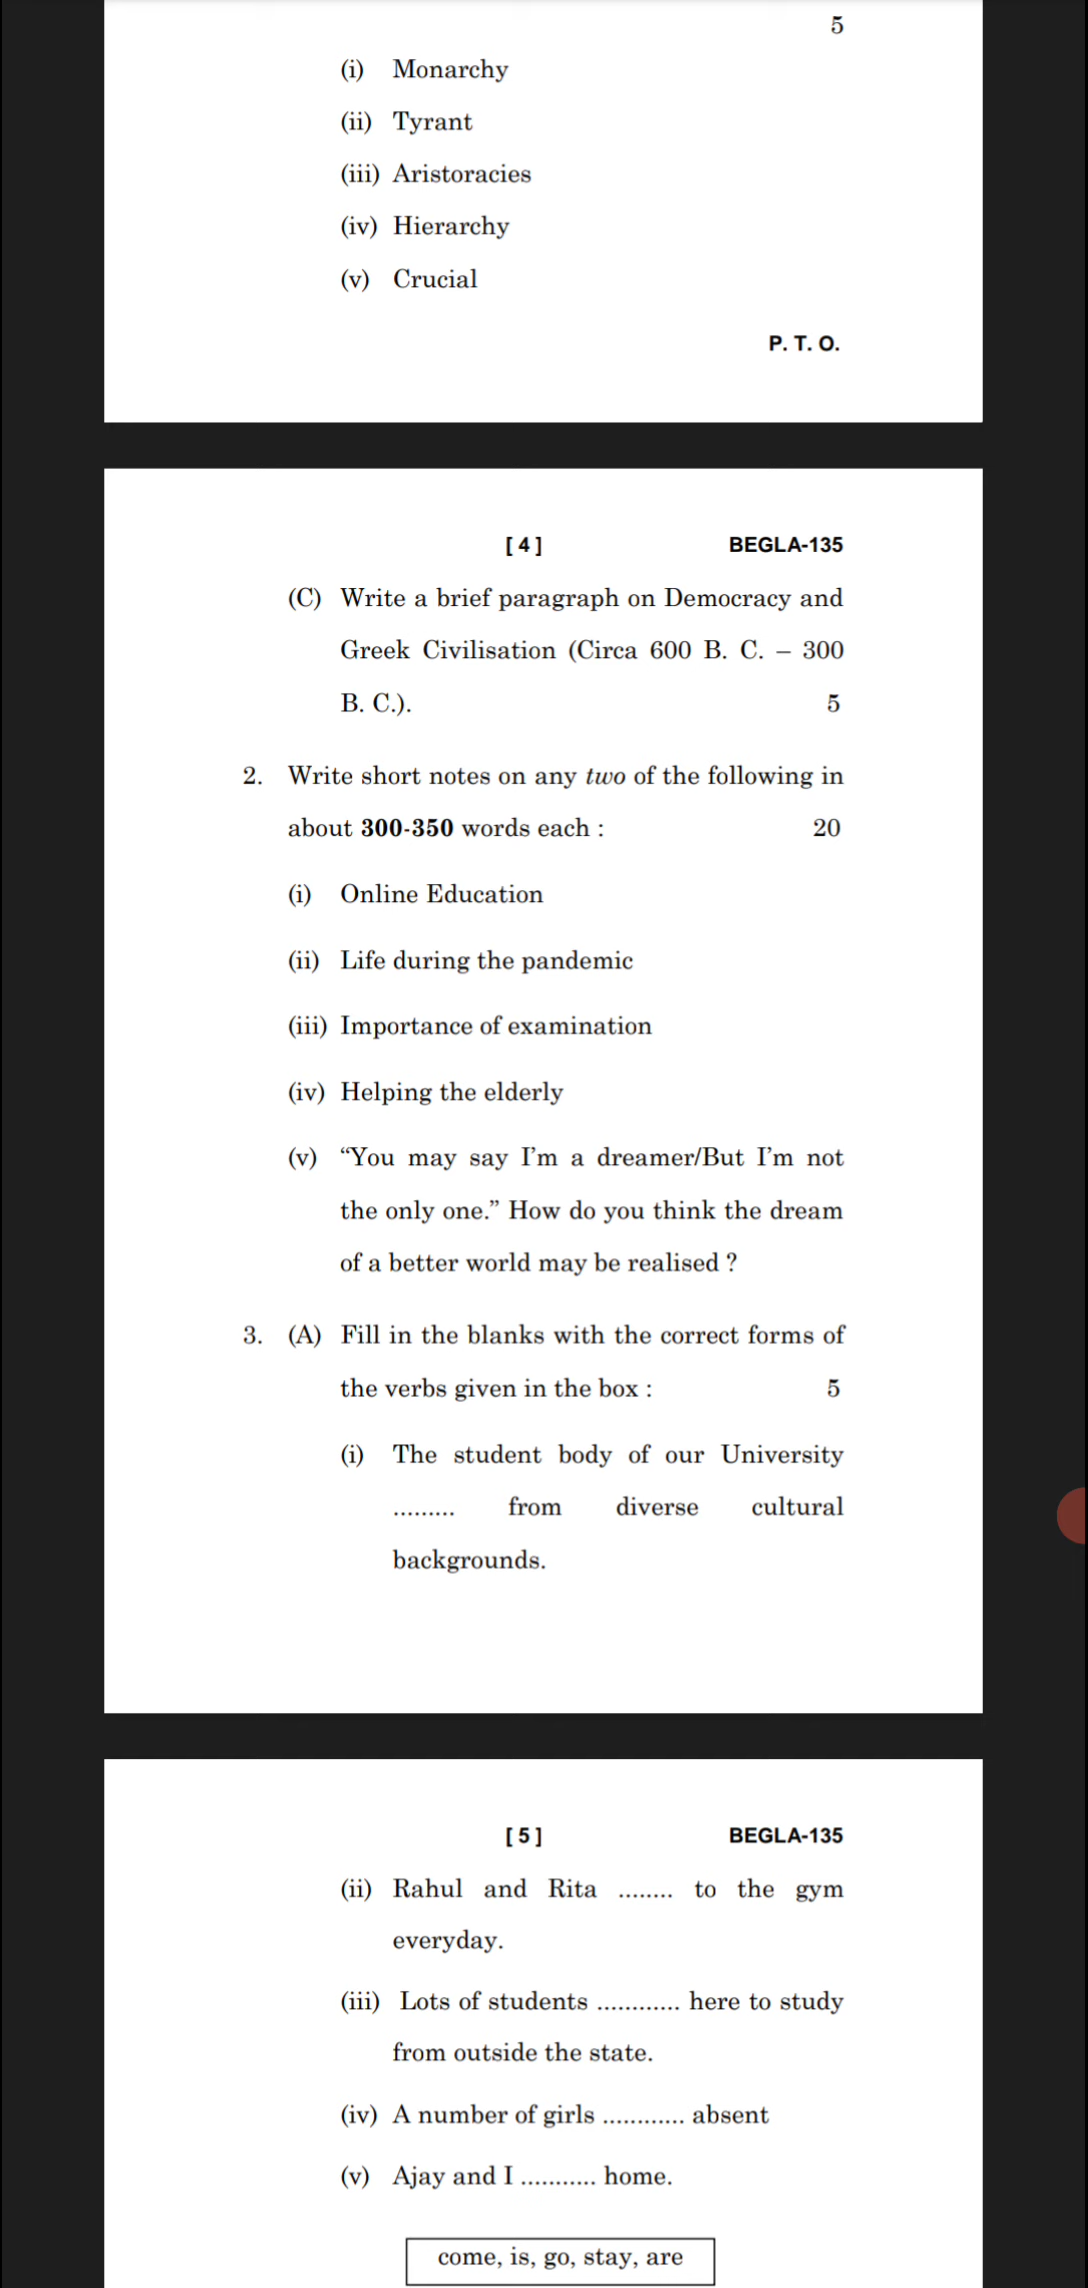 5
(i) Monarchy
(ii) Tyrant
(iii) Aristoracies
(iv) Hierarchy
(v) Crucial
P. T. O.
[ 4 ] BEGLA-135
(C) Write a brief paragraph on Democracy and
Greek Civilisation (Circa 600 B. C. – 300
B. C.). 5
2. Write short notes on any two of the following in
about 300-350 words each : 20
(i) Online Education
(ii) Life during the pandemic
(iii) Importance of examination
(iv) Helping the elderly
(v) “You may say I’m a dreamer/But I’m not
the only one.” How do you think the dream
of a better world may be realised ?
3. (A) Fill in the blanks with the correct forms of
the verbs given in the box : 5
(i) The student body of our University
......... from diverse cultural
backgrounds.
[ 5 ] BEGLA-135
(ii) Rahul and Rita ........ to the gym
everyday.
(iii) Lots of students ............ here to study
from outside the state.
(iv) A number of girls ............ absent
(v) Ajay and I ........... home.
come, is, go, stay, are